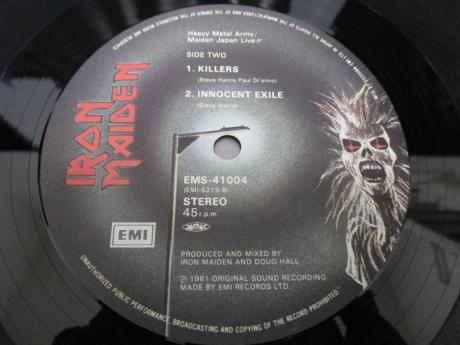 Heavy Metal Army/
Maiden Japan Live!!
SIDE TWO
1. KILLERS
(Steve Harris/Paul Di'anno)
2. INNOCENT EXILE
(Steve Harris)
IRON
MAIDEN
EMS-41004
(EMI-5219-B)
STEREO
45 r.p.m.
EMI
PRODUCED AND MIXED BY
IRON MAIDEN AND DOUG HALL
℗ 1981 ORIGINAL SOUND RECORDING
MADE BY EMI RECORDS LTD.
UNAUTHORIZED PUBLIC PERFORMANCE, BROADCASTING AND COPYING OF THE RECORD PROHIBITED